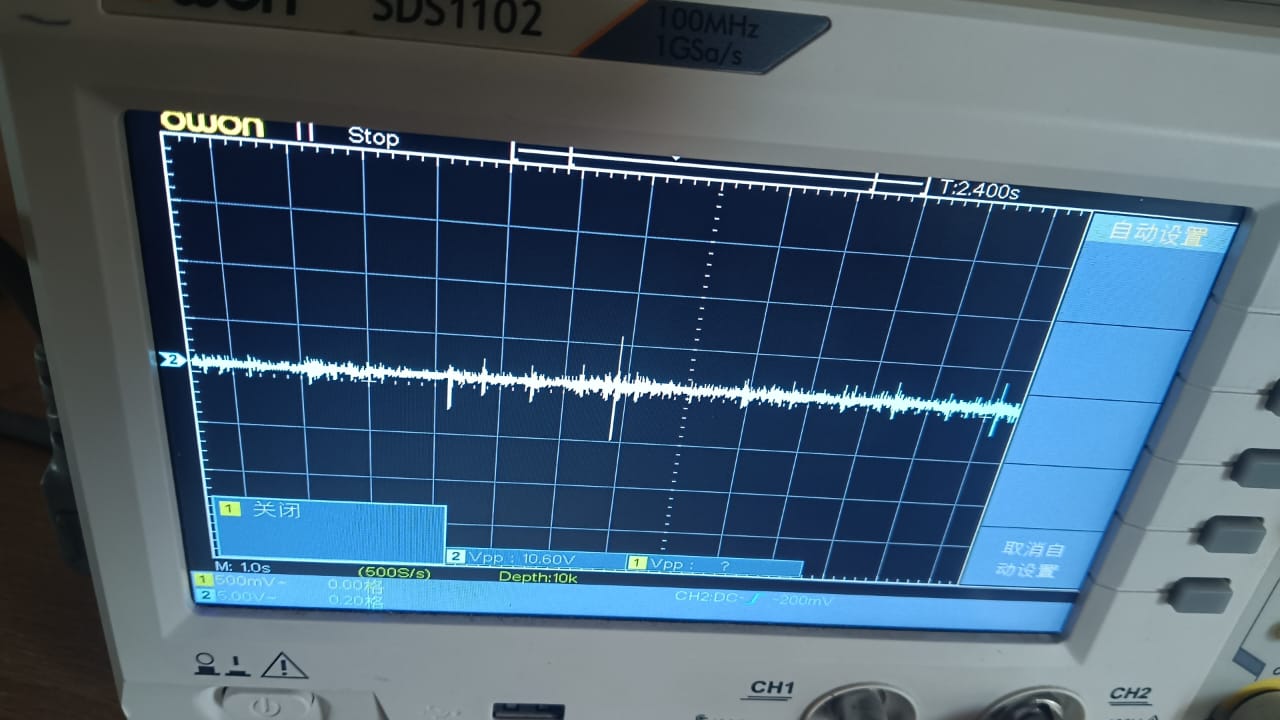 owon SDS1102
100MHz
1GSa/s
owon Stop
T:2.400s
自动设置
2
1 关闭
2 Vpp : 10.60V 1 Vpp : ?
取消自
动设置
M: 1.0s (500S/s) Depth:10k
1 500mV~ 0.00格
2 5.00V~ 0.20格 CH2:DC- -200mV
CH1 CH2